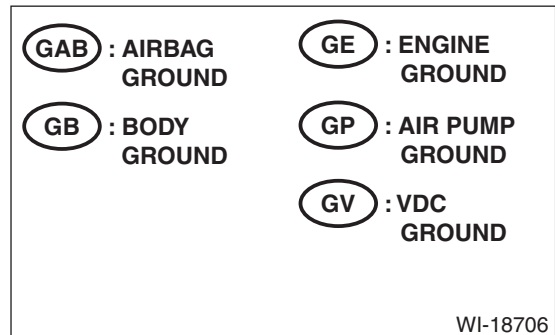 GAB : AIRBAG
GROUND
GB : BODY
GROUND
GE : ENGINE
GROUND
GP : AIR PUMP
GROUND
GV : VDC
GROUND
WI-18706